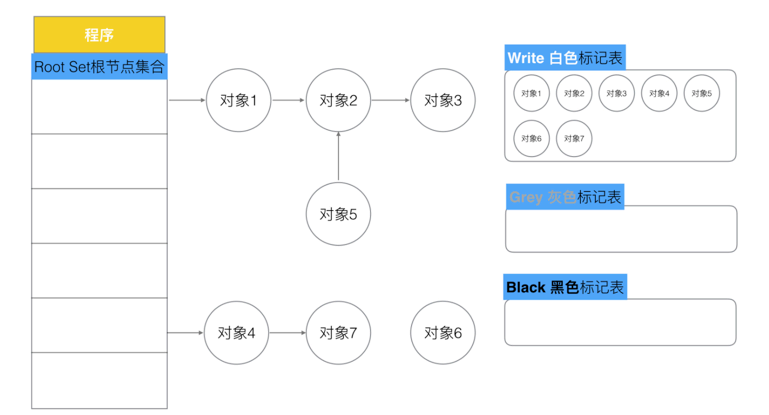 程序
Root Set根节点集合
对象1
对象2
对象3
对象5
对象4
对象7
对象6
Write 白色标记表
对象1
对象2
对象3
对象4
对象5
对象6
对象7
Grey 灰色标记表
Black 黑色标记表